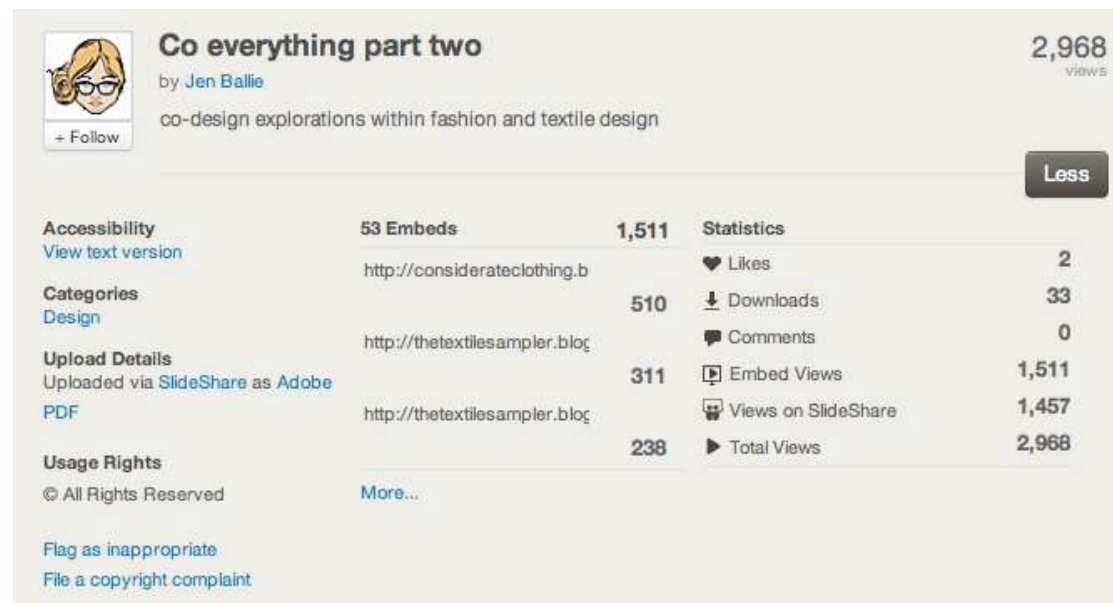 Co everything part two
2,968
views
by Jen Ballie
co-design explorations within fashion and textile design
+ Follow
Less
Accessibility
View text version
Categories
Design
Upload Details
Uploaded via SlideShare as Adobe
PDF
Usage Rights
© All Rights Reserved
Flag as inappropriate
File a copyright complaint
53 Embeds 1,511
http://considerateclothing.b
510
http://thetextilesampler.blog
311
http://thetextilesampler.blog
238
More...
Statistics
Likes 2
Downloads 33
Comments 0
Embed Views 1,511
Views on SlideShare 1,457
Total Views 2,968